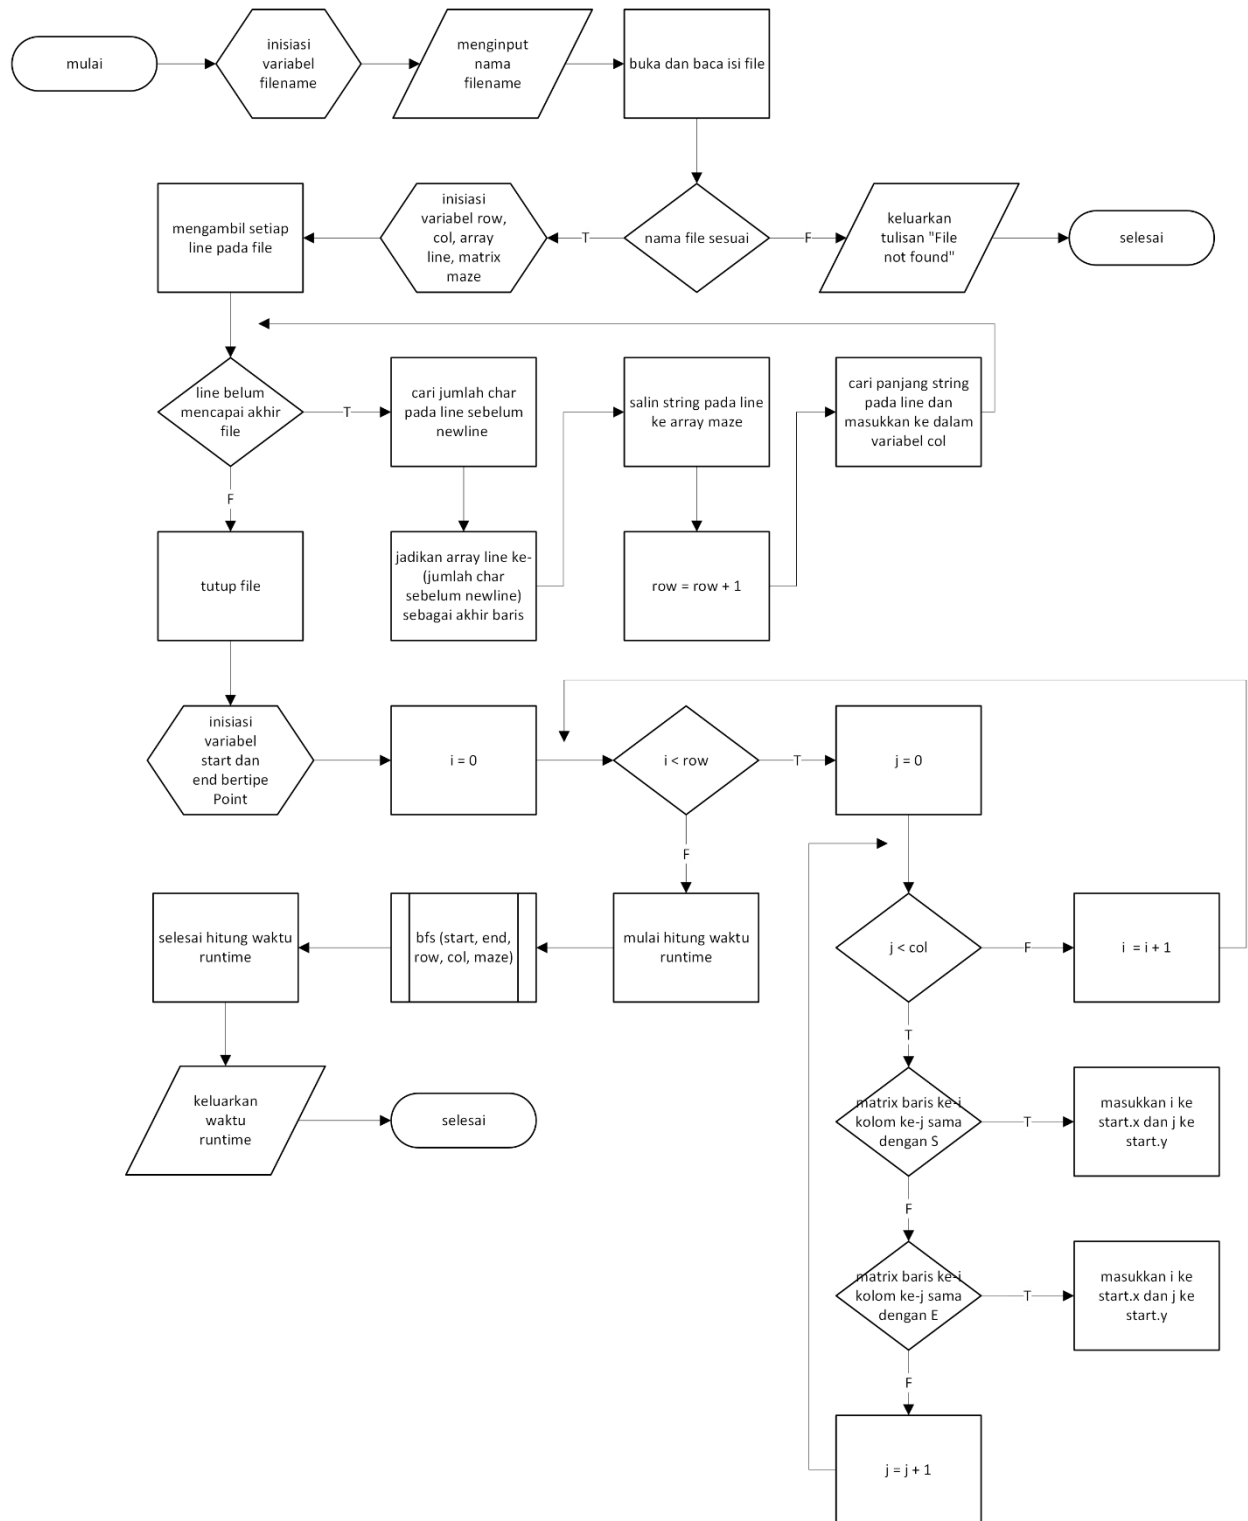 mulai
inisiasi
variabel
filename
menginput
nama
filename
buka dan baca isi file
mengambil setiap
line pada file
inisiasi
variabel row,
col, array
line, matrix
maze
T
nama file sesuai
F
keluarkan
tulisan "File
not found"
selesai
line belum
mencapai akhir
file
T
cari jumlah char
pada line sebelum
newline
salin string pada line
ke array maze
cari panjang string
pada line dan
masukkan ke dalam
variabel col
F
tutup file
jadikan array line ke-
(jumlah char
sebelum newline)
sebagai akhir baris
row = row + 1
inisiasi
variabel
start dan
end bertipe
Point
i = 0
i < row
T
j = 0
F
selesai hitung waktu
runtime
bfs (start, end,
row, col, maze)
mulai hitung waktu
runtime
j < col
F
i = i + 1
T
keluarkan
waktu
runtime
selesai
matrix baris ke-i
kolom ke-j sama
dengan S
T
masukkan i ke
start.x dan j ke
start.y
F
matrix baris ke-i
kolom ke-j sama
dengan E
T
masukkan i ke
start.x dan j ke
start.y
F
j = j + 1